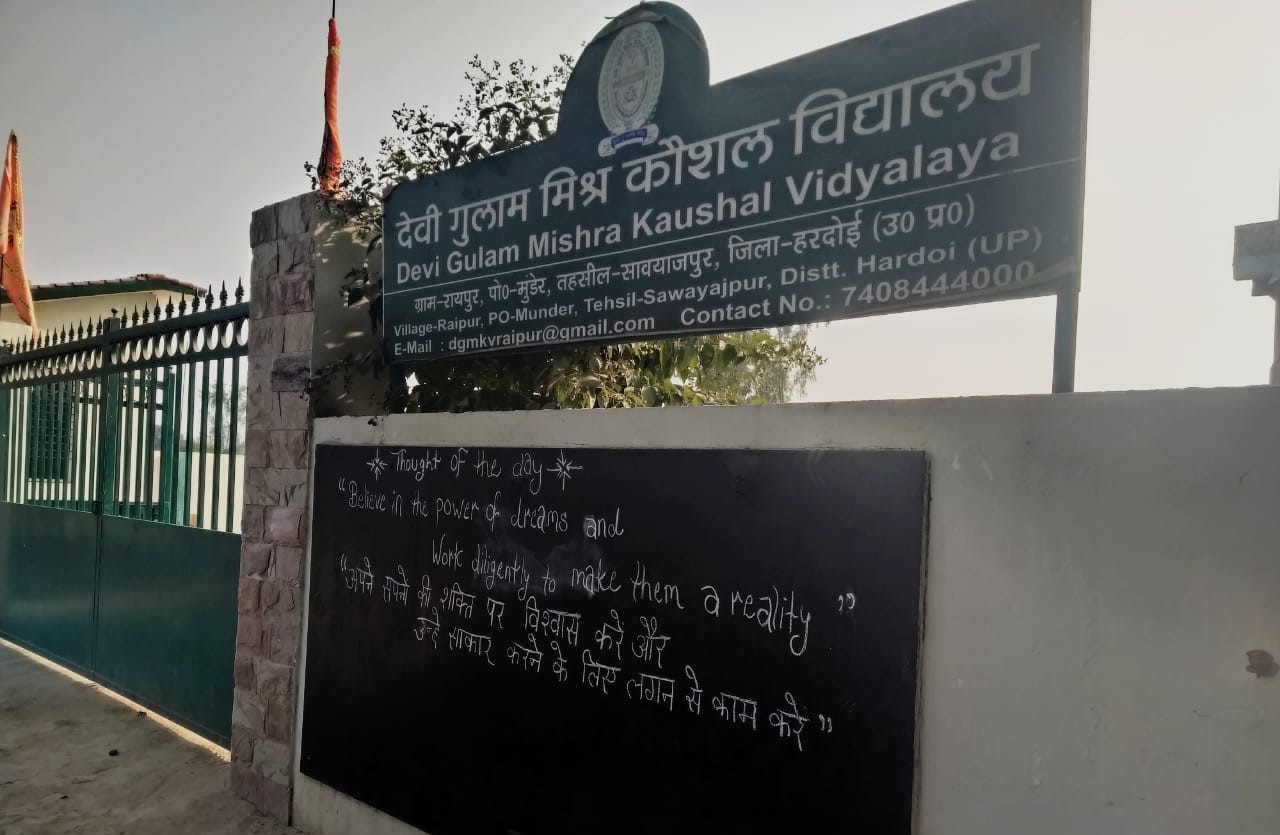 देवी गुलाम मिश्र कौशल विद्यालय
Devi Gulam Mishra Kaushal Vidyalaya
ग्राम-रायपुर, पो0-मुंडेर, तहसील-सावयाजपुर, जिला-हरदोई (उ0 प्र0)
Village-Raipur, PO-Munder, Tehsil-Sawayajpur, Distt. Hardoi (UP)
E-Mail : dgmkvraipur@gmail.com Contact No.: 7408444000
Thought of the day
"Believe in the power of dreams and
Work diligently to make them a reality"
"अपने सपनो की शक्ति पर विश्वास करें और
उन्हे साकार करने के लिए लगन से काम करें"